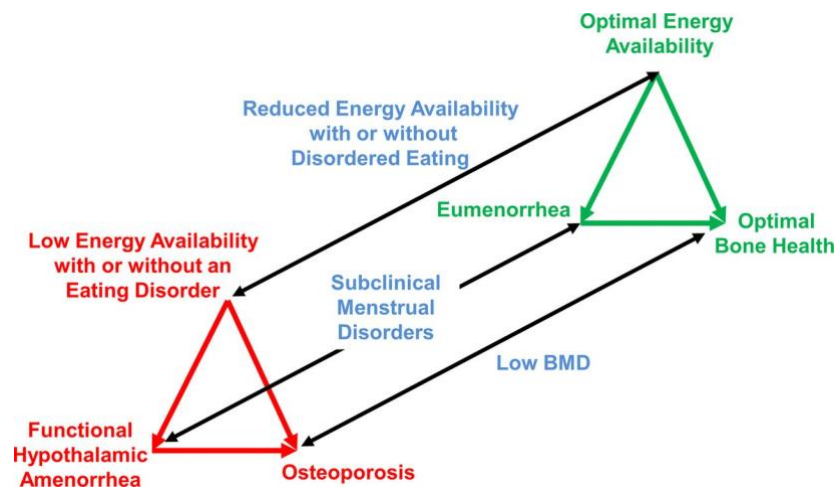 Optimal Energy
Availability
Reduced Energy Availability
with or without
Disordered Eating
Eumenorrhea
Optimal
Bone Health
Low Energy Availability
with or without an
Eating Disorder
Subclinical
Menstrual
Disorders
Low BMD
Functional
Hypothalamic
Amenorrhea
Osteoporosis